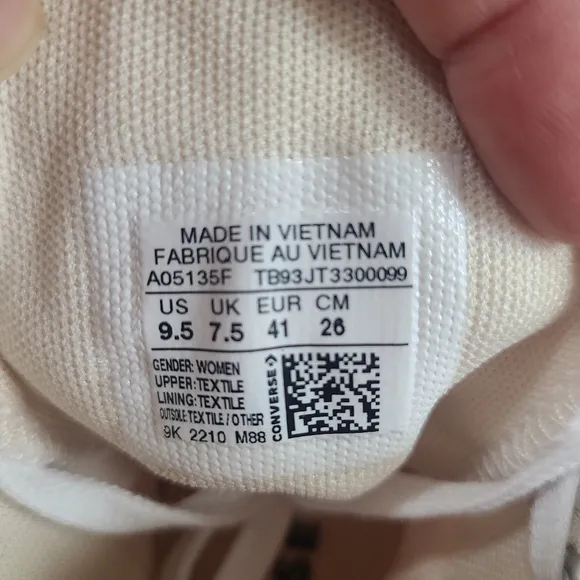 MADE IN VIETNAM
FABRIQUE AU VIETNAM
A05135F TB93JT3300099
US UK EUR CM
9.5 7.5 41 26
GENDER: WOMEN
UPPER:TEXTILE
LINING:TEXTILE
OUTSOLE:TEXTILE / OTHER
9K 2210 M88
CONVERSE